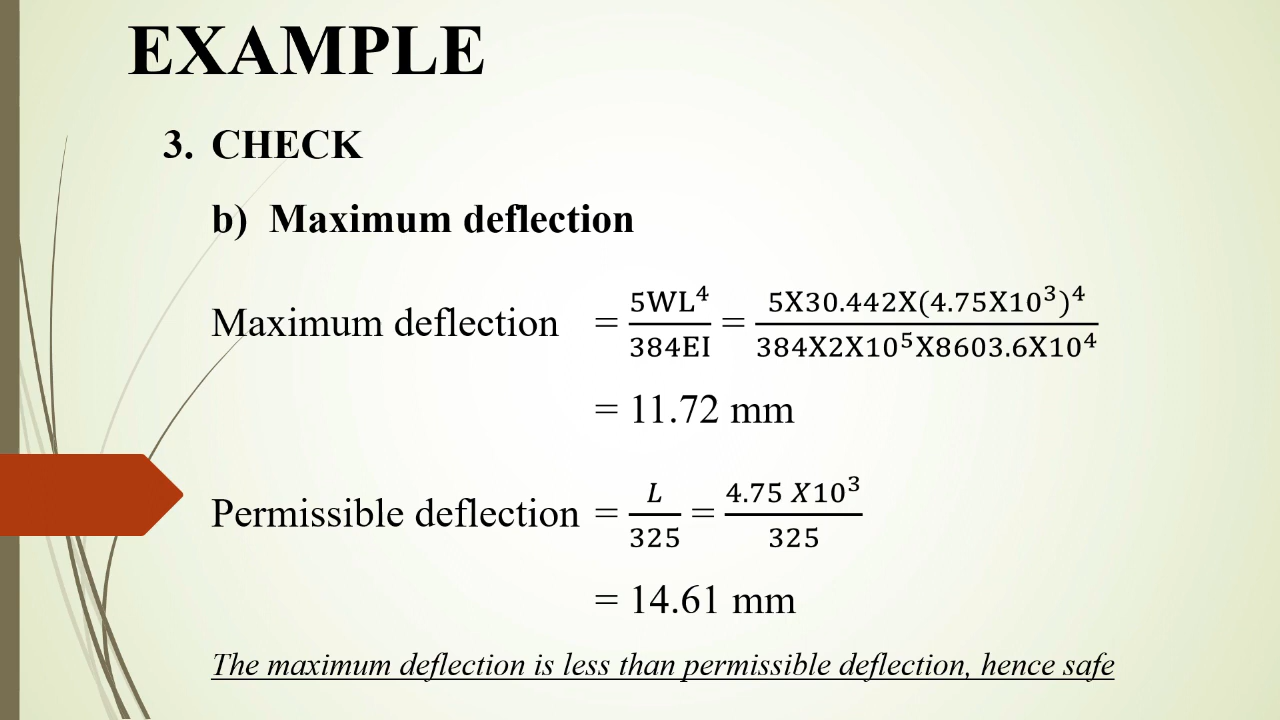 EXAMPLE
3. CHECK
b) Maximum deflection
Maximum deflection = 5WL⁴/384EI = 5X30.442X(4.75X10³)⁴/384X2X10⁵X8603.6X10⁴
= 11.72 mm
Permissible deflection = L/325 = 4.75 X10³/325
= 14.61 mm
The maximum deflection is less than permissible deflection, hence safe